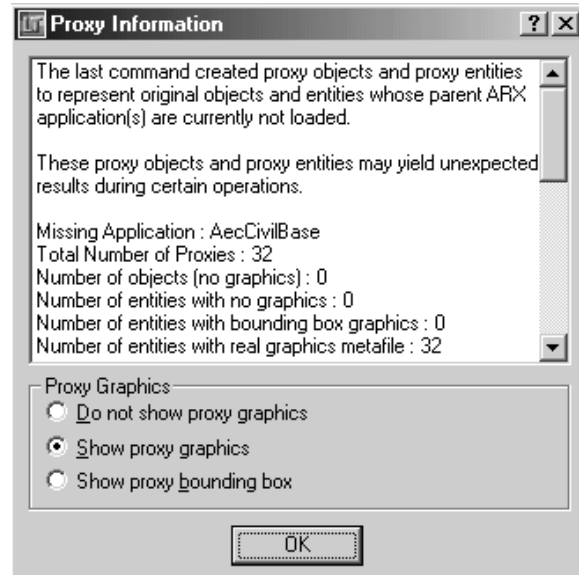 LT Proxy Information
The last command created proxy objects and proxy entities
to represent original objects and entities whose parent ARX
application(s) are currently not loaded.
These proxy objects and proxy entities may yield unexpected
results during certain operations.
Missing Application : AecCivilBase
Total Number of Proxies : 32
Number of objects (no graphics) : 0
Number of entities with no graphics : 0
Number of entities with bounding box graphics : 0
Number of entities with real graphics metafile : 32
Proxy Graphics
Do not show proxy graphics
Show proxy graphics
Show proxy bounding box
OK